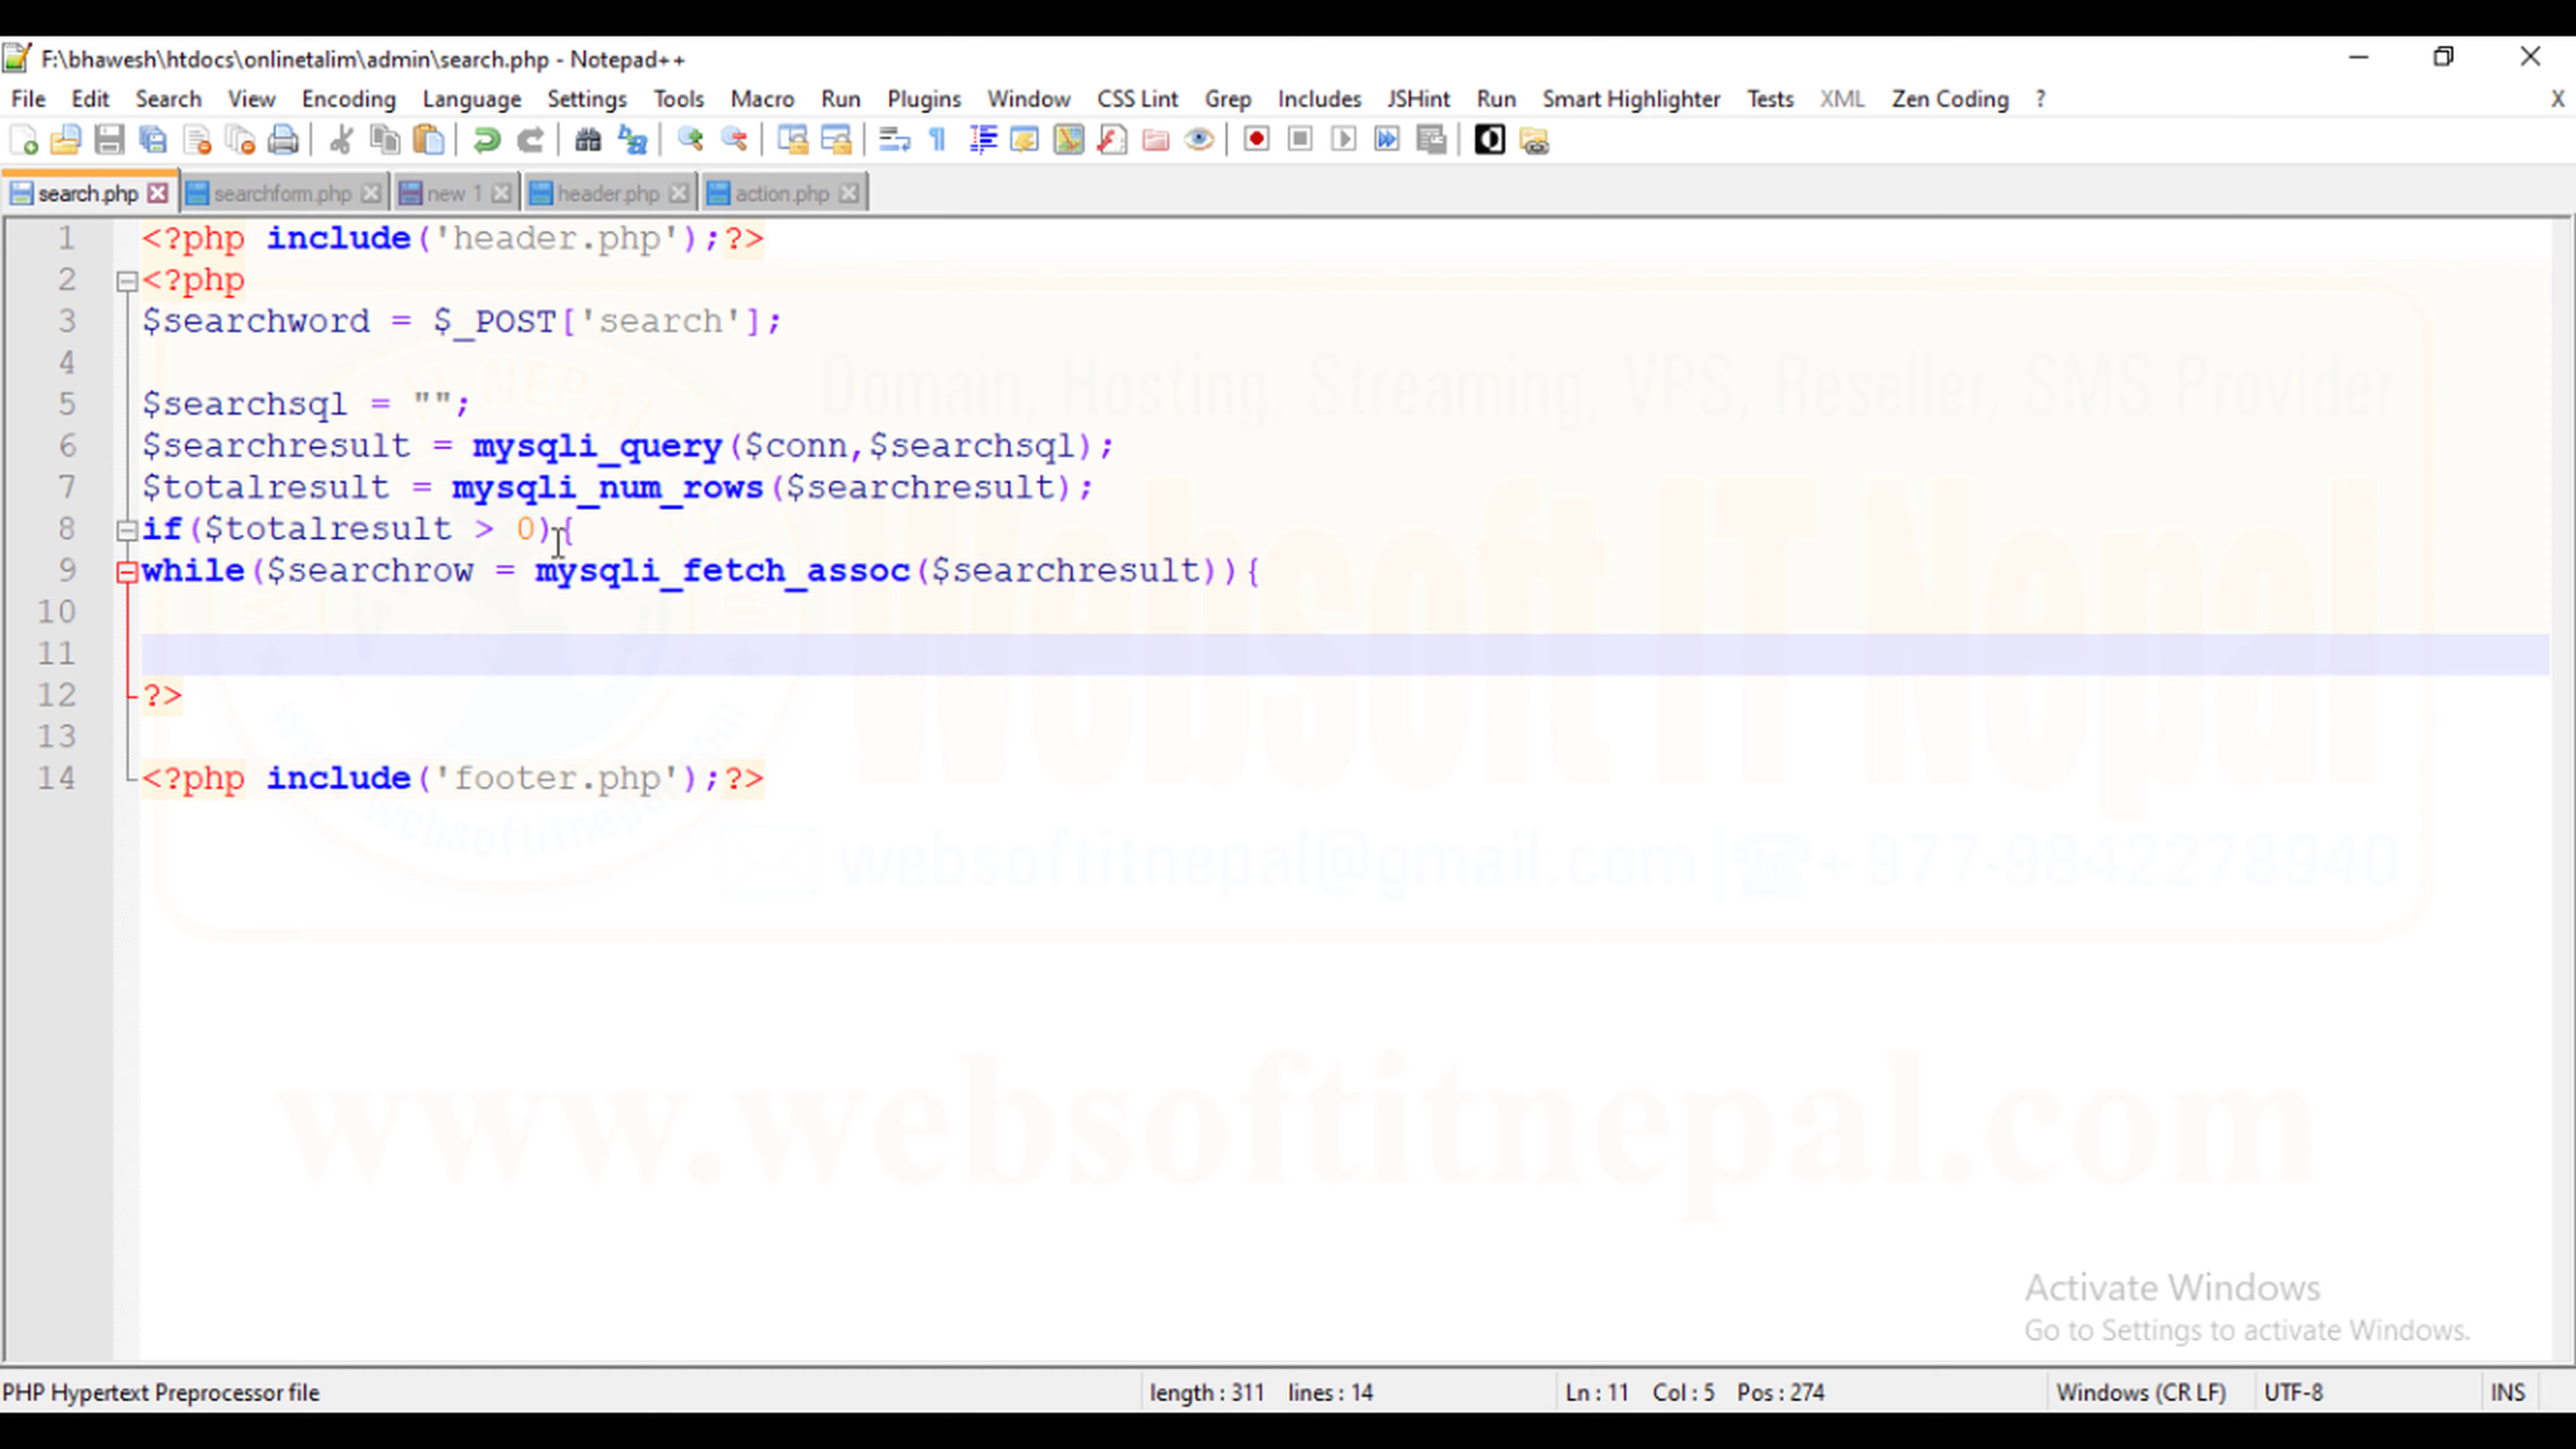 F:\bhawesh\htdocs\onlinetalim\admin\search.php - Notepad++
File Edit Search View Encoding Language Settings Tools Macro Run Plugins Window CSS Lint Grep Includes JSHint Run Smart Highlighter Tests XML Zen Coding ? X
search.php searchform.php new 1 header.php action.php
1 <?php include('header.php');?>
2 <?php
3 $searchword = $_POST['search'];
4
5 $searchsql = "";
6 $searchresult = mysqli_query($conn,$searchsql);
7 $totalresult = mysqli_num_rows($searchresult);
8 if($totalresult > 0){
9 while($searchrow = mysqli_fetch_assoc($searchresult)){
10
11
12 ?>
13
14 <?php include('footer.php');?>
Domain, Hosting, Streaming, VPS, Reseller, SMS Provider
Websoft IT Nepal
websoftitnepal@gmail.com | + 977-9842278940
www.websoftitnepal.com
Activate Windows
Go to Settings to activate Windows.
PHP Hypertext Preprocessor file length : 311 lines : 14 Ln : 11 Col : 5 Pos : 274 Windows (CR LF) UTF-8 INS